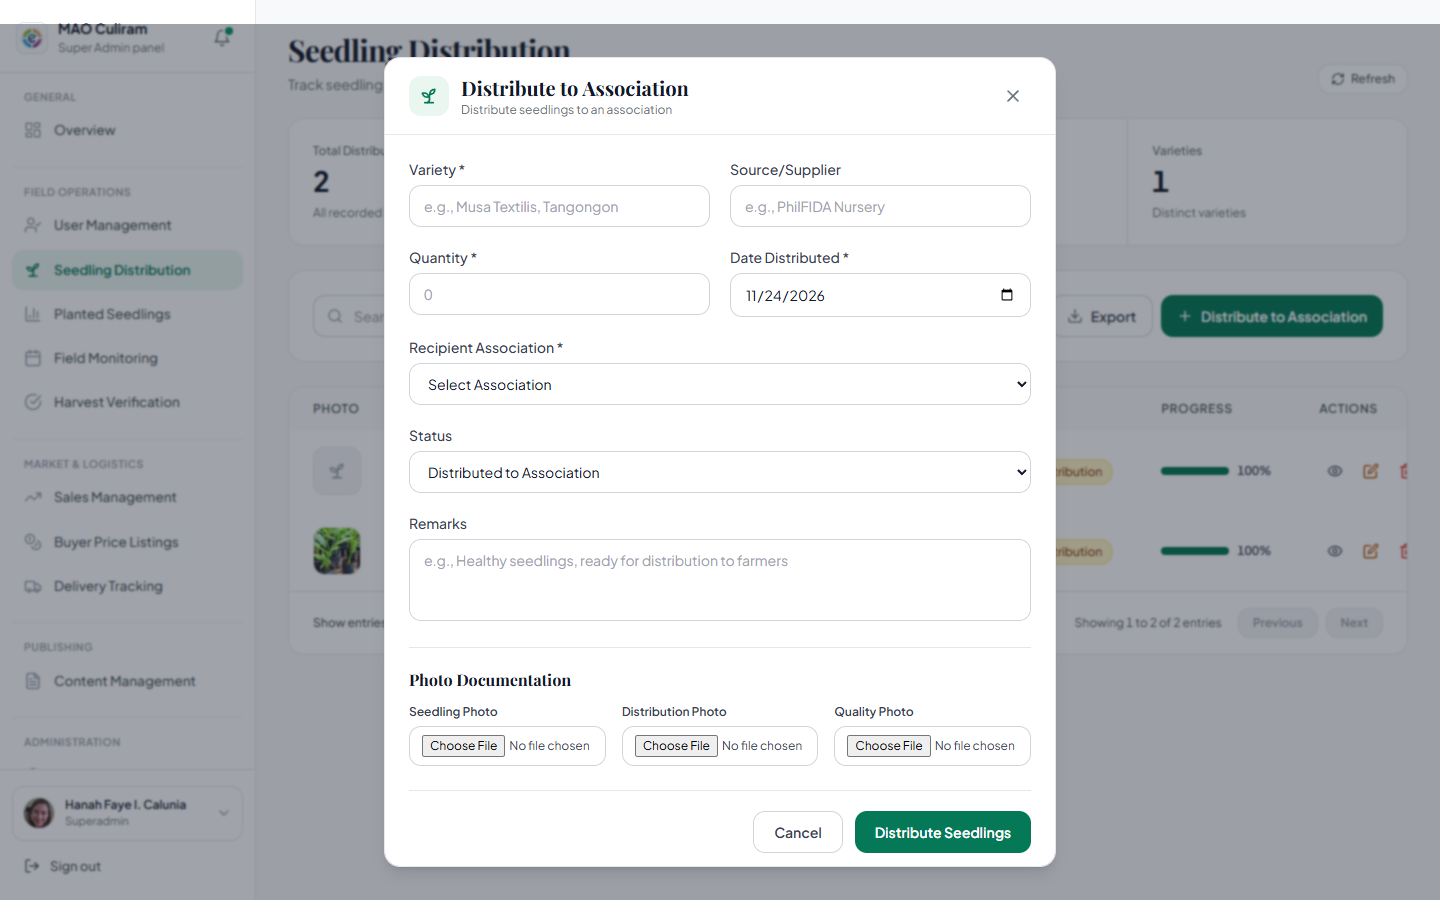 MAO Culiram
Super Admin panel
GENERAL
Overview
FIELD OPERATIONS
User Management
Seedling Distribution
Planted Seedlings
Field Monitoring
Harvest Verification
MARKET & LOGISTICS
Sales Management
Buyer Price Listings
Delivery Tracking
PUBLISHING
Content Management
ADMINISTRATION
Hanah Faye I. Calunia
Superadmin
Sign out
Seedling Distribution
Track seedling
Refresh
Total Distribu
2
All recorded
Varieties
1
Distinct varieties
Sear
Export
+ Distribute to Association
PHOTO
PROGRESS
ACTIONS
ribution
100%
ribution
100%
Show entries
Showing 1 to 2 of 2 entries
Previous
Next
Distribute to Association
Distribute seedlings to an association
Variety *
Source/Supplier
e.g., Musa Textilis, Tangongon
e.g., PhilFIDA Nursery
Quantity *
Date Distributed *
0
11/24/2026
Recipient Association *
Select Association
Status
Distributed to Association
Remarks
e.g., Healthy seedlings, ready for distribution to farmers
Photo Documentation
Seedling Photo
Distribution Photo
Quality Photo
Choose File No file chosen
Choose File No file chosen
Choose File No file chosen
Cancel
Distribute Seedlings